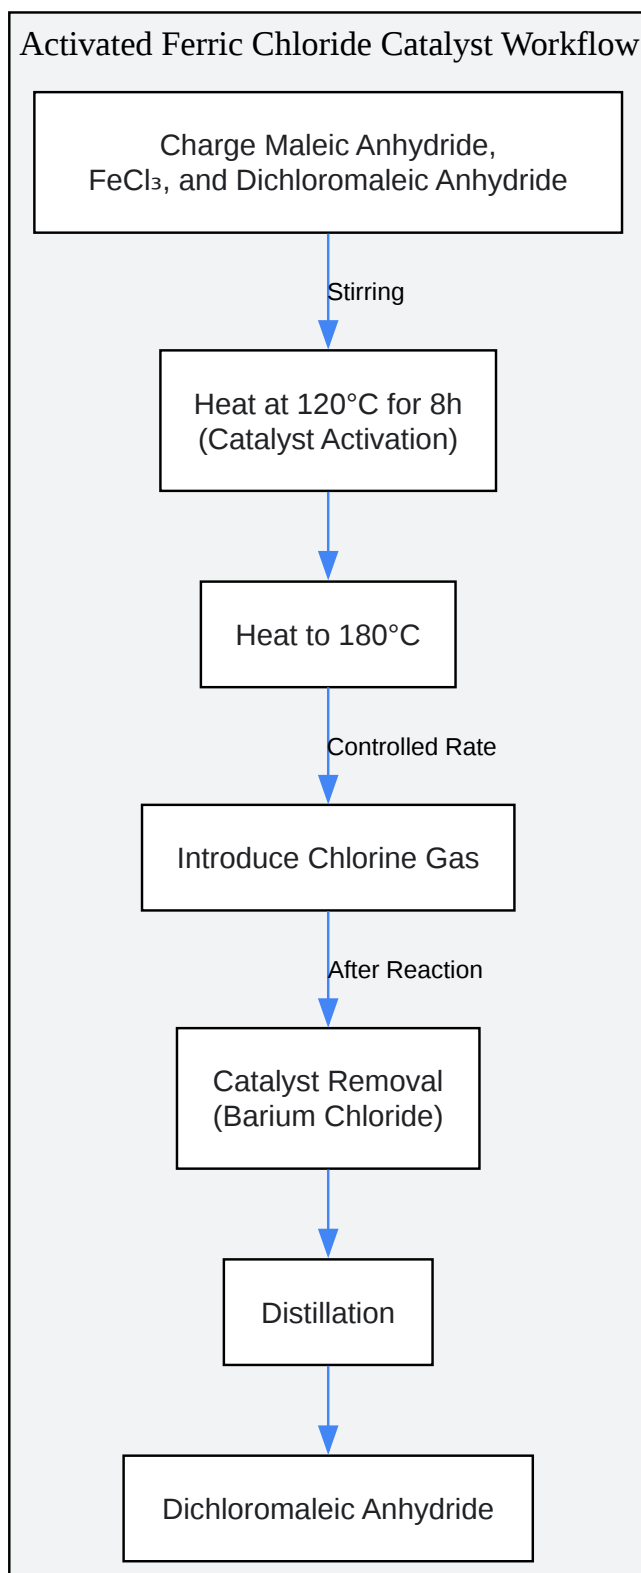 Activated Ferric Chloride Catalyst Workflow
Charge Maleic Anhydride,
FeCl₃, and Dichloromaleic Anhydride
Stirring
Heat at 120°C for 8h
(Catalyst Activation)
Heat to 180°C
Controlled Rate
Introduce Chlorine Gas
After Reaction
Catalyst Removal
(Barium Chloride)
Distillation
Dichloromaleic Anhydride